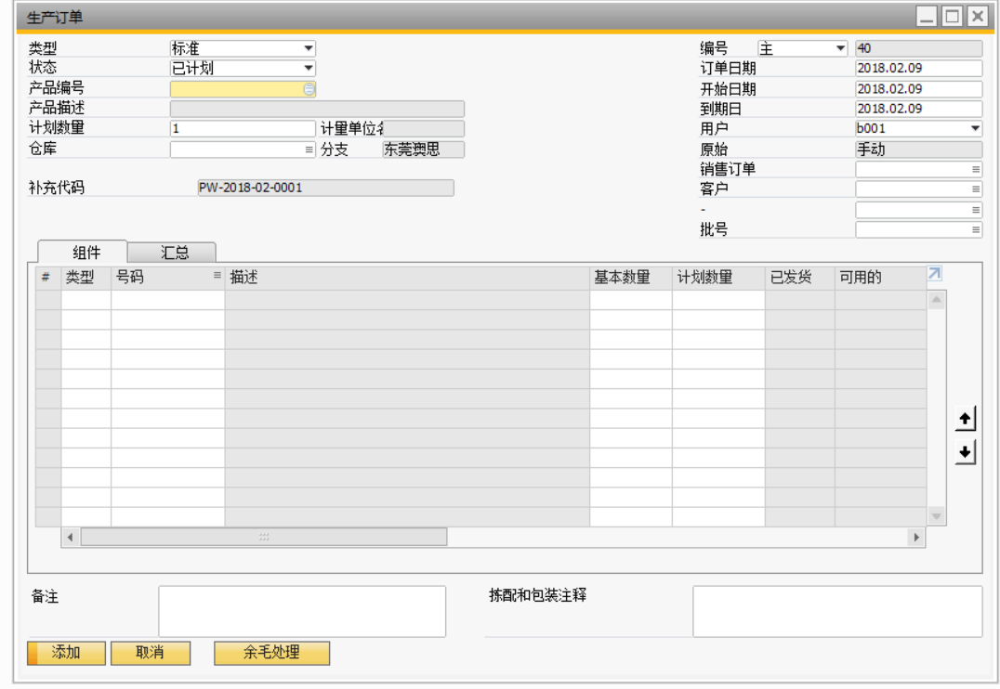 生产订单
类型 标准 编号 主 40
状态 已计划 订单日期 2018.02.09
产品编号 开始日期 2018.02.09
产品描述 到期日 2018.02.09
计划数量 1 计量单位名 用户 b001
仓库 分支 东莞澳思 原始 手动
销售订单
补充代码 PW-2018-02-0001 客户
-
批号
组件 汇总
# 类型 号码 描述 基本数量 计划数量 已发货 可用的
备注 拣配和包装注释
添加 取消 余毛处理